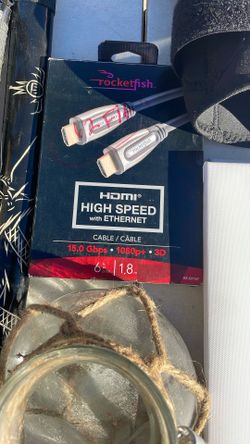 rocketfish
HDMI®
HIGH SPEED
with ETHERNET
CABLE / CÂBLE
15.0 Gbps • 1080p • 3D
6 1,8